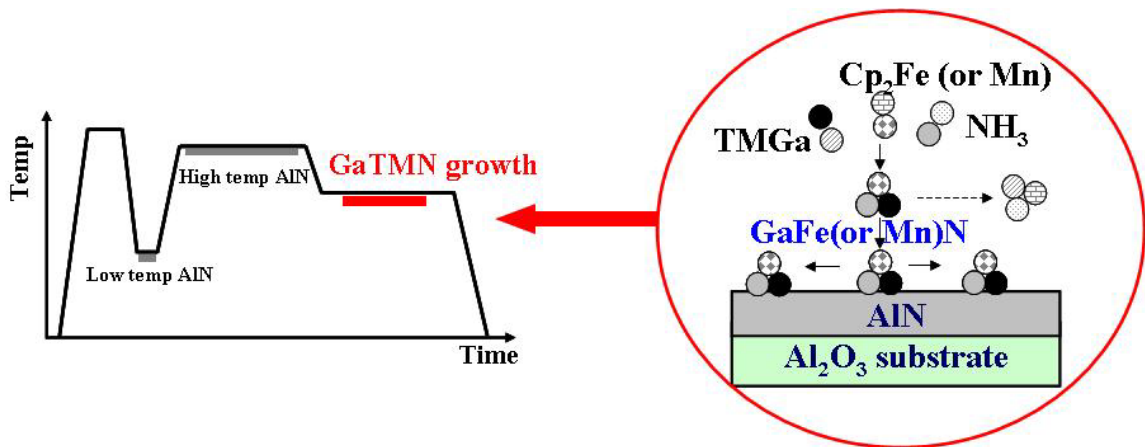 Temp
High temp AlN
Low temp AlN
GaTMN growth
Time
Cp₂Fe (or Mn)
TMGa
NH₃
GaFe(or Mn)N
AlN
Al₂O₃ substrate